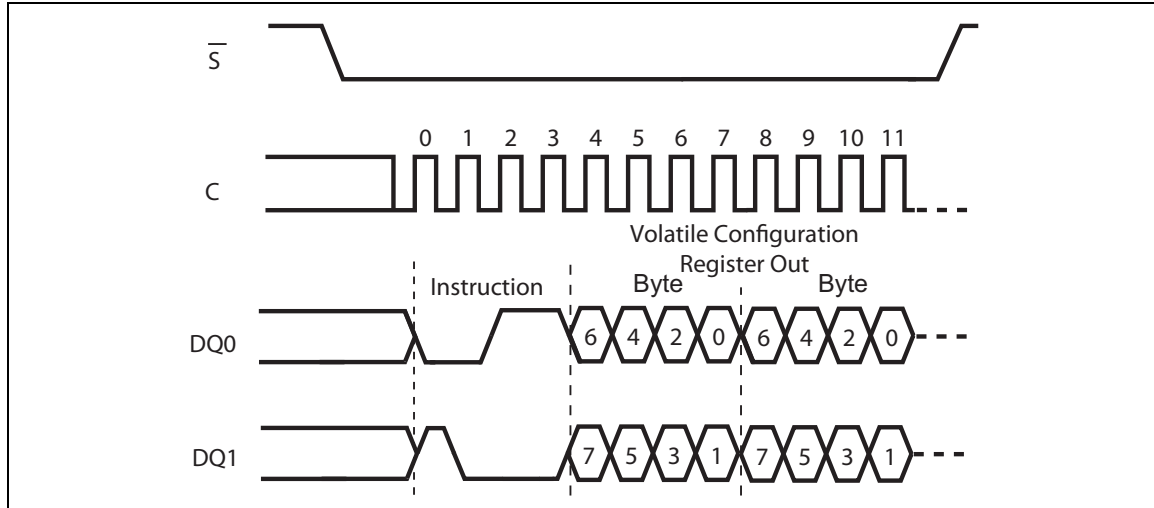 S
0 1 2 3 4 5 6 7 8 9 10 11
C
Volatile Configuration
Register Out
Instruction Byte Byte
DQ0 6 4 2 0 6 4 2 0
DQ1 7 5 3 1 7 5 3 1